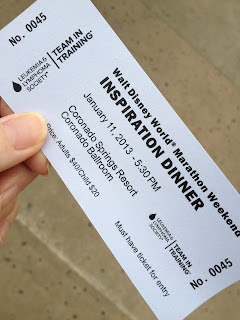 No. 0045
LEUKEMIA &
LYMPHOMA
SOCIETY®
TEAM IN
TRAINING®
Walt Disney World® Marathon Weekend
INSPIRATION DINNER
January 11, 2013 - 5:30 PM
Coronado Springs Resort
Coronado Ballroom
Price: Adults $40/Child $20
Must have ticket for entry
LEUKEMIA &
LYMPHOMA
SOCIETY®
TEAM IN
TRAINING®
No. 0045